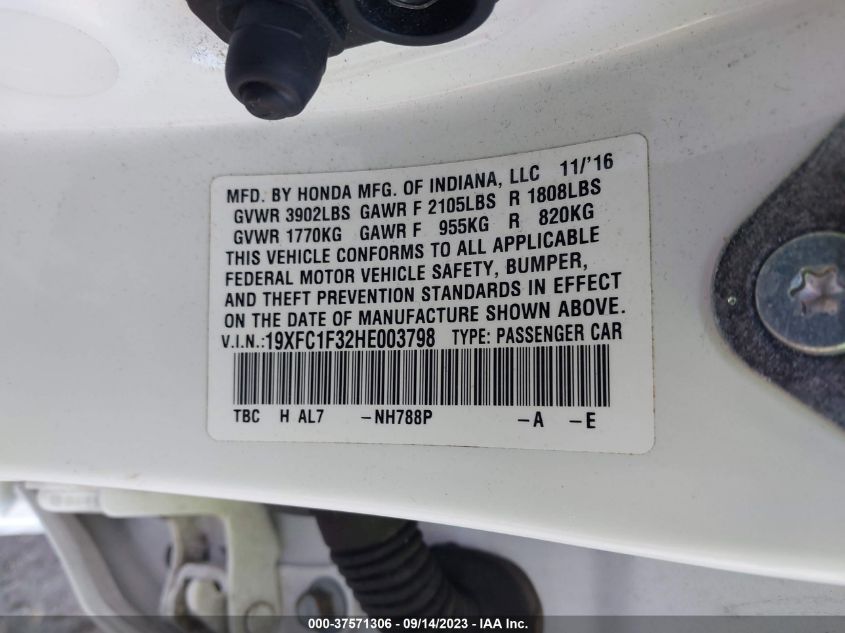 MFD. BY HONDA MFG. OF INDIANA, LLC 11/'16
GVWR 3902LBS GAWR F 2105LBS R 1808LBS
GVWR 1770KG GAWR F 955KG R 820KG
THIS VEHICLE CONFORMS TO ALL APPLICABLE
FEDERAL MOTOR VEHICLE SAFETY, BUMPER,
AND THEFT PREVENTION STANDARDS IN EFFECT
ON THE DATE OF MANUFACTURE SHOWN ABOVE.
V.I.N.:19XFC1F32HE003798 TYPE: PASSENGER CAR
TBC H AL7 -NH788P -A -E
000-37571306 - 09/14/2023 - IAA Inc.